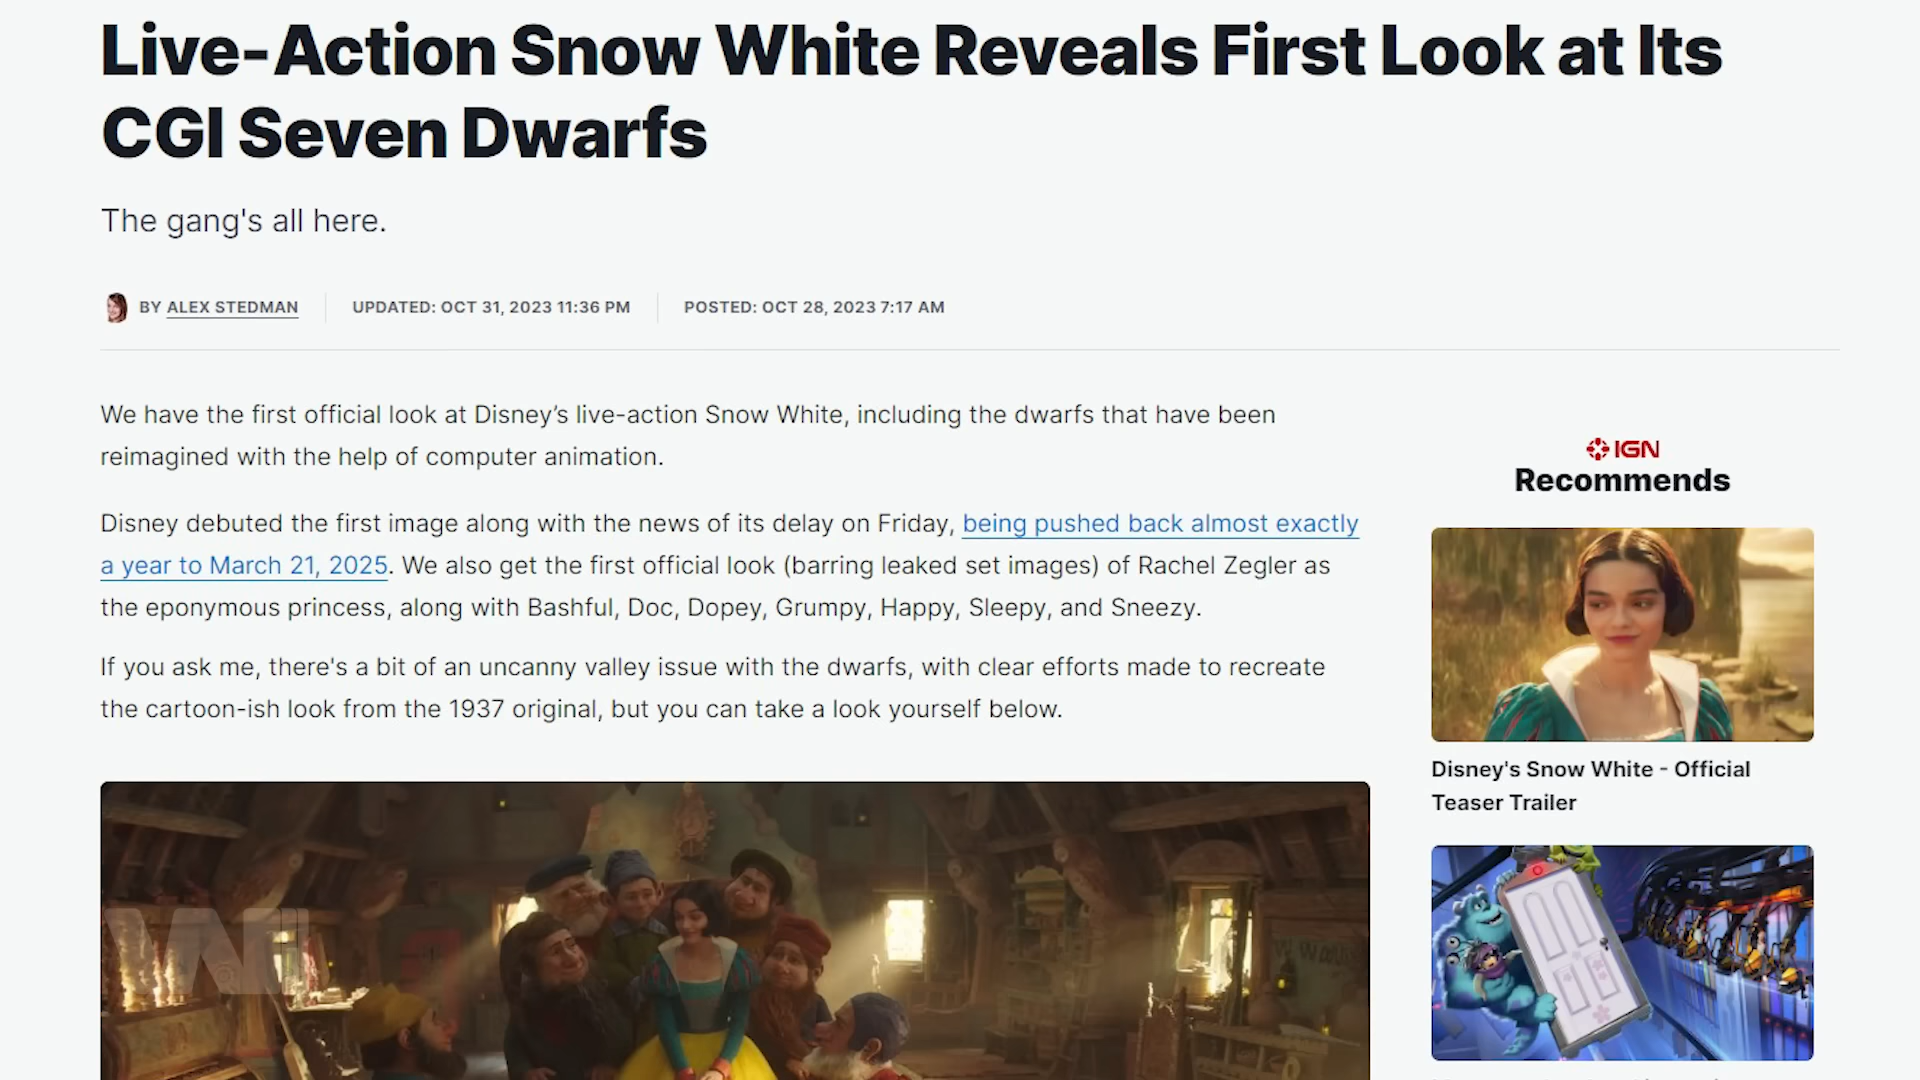 Live-Action Snow White Reveals First Look at Its
CGI Seven Dwarfs
The gang's all here.
BY ALEX STEDMAN
UPDATED: OCT 31, 2023 11:36 PM
POSTED: OCT 28, 2023 7:17 AM
We have the first official look at Disney’s live-action Snow White, including the dwarfs that have been
reimagined with the help of computer animation.
Disney debuted the first image along with the news of its delay on Friday, being pushed back almost exactly
a year to March 21, 2025. We also get the first official look (barring leaked set images) of Rachel Zegler as
the eponymous princess, along with Bashful, Doc, Dopey, Grumpy, Happy, Sleepy, and Sneezy.
If you ask me, there's a bit of an uncanny valley issue with the dwarfs, with clear efforts made to recreate
the cartoon-ish look from the 1937 original, but you can take a look yourself below.
IGN
Recommends
Disney's Snow White - Official
Teaser Trailer